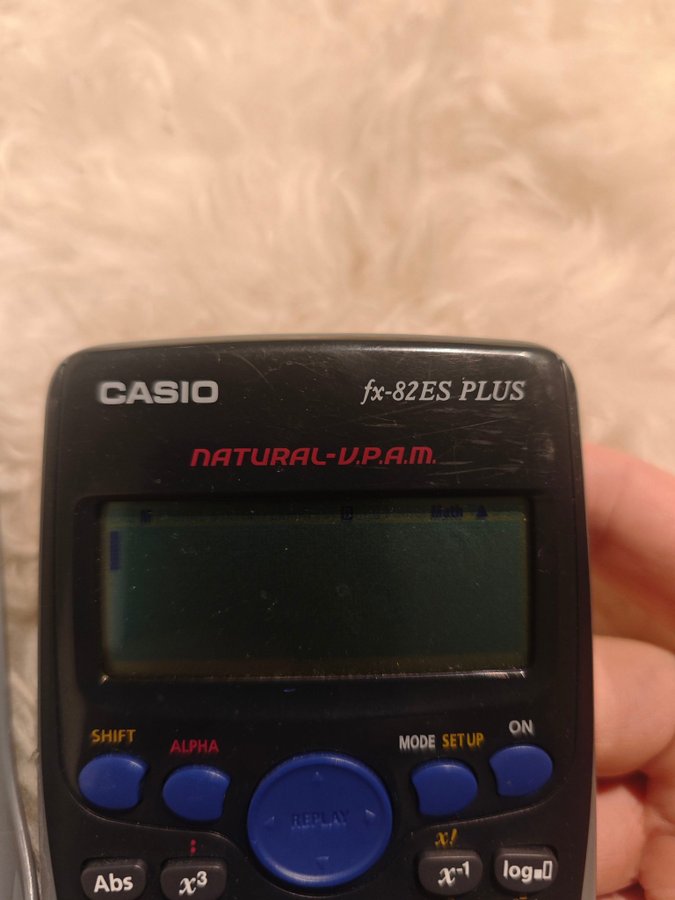 CASIO fx-82ES PLUS
NATURAL-V.P.A.M.
M D Math ▲
SHIFT ALPHA MODE SETUP ON
REPLAY
x!
Abs x³ x⁻¹ log▪▯